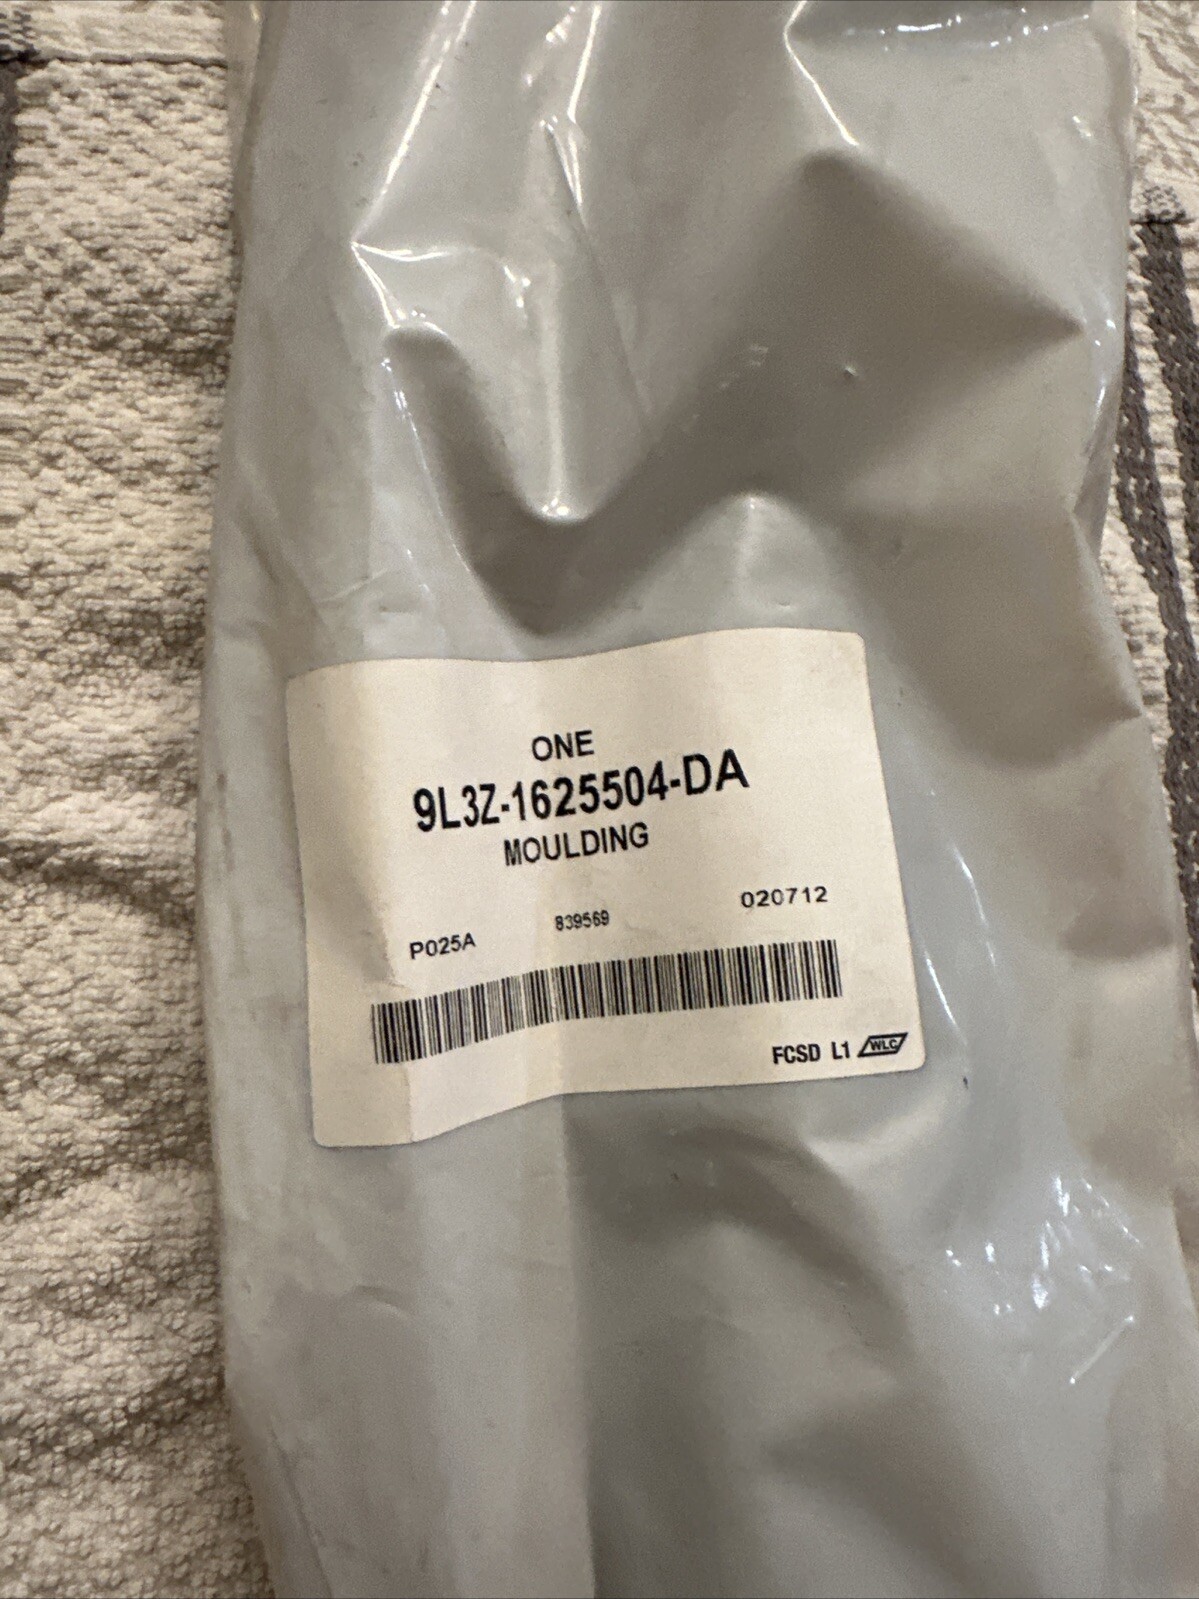 ONE
9L3Z-1625504-DA
MOULDING
P025A 839569 020712
FCSD L1 WLC